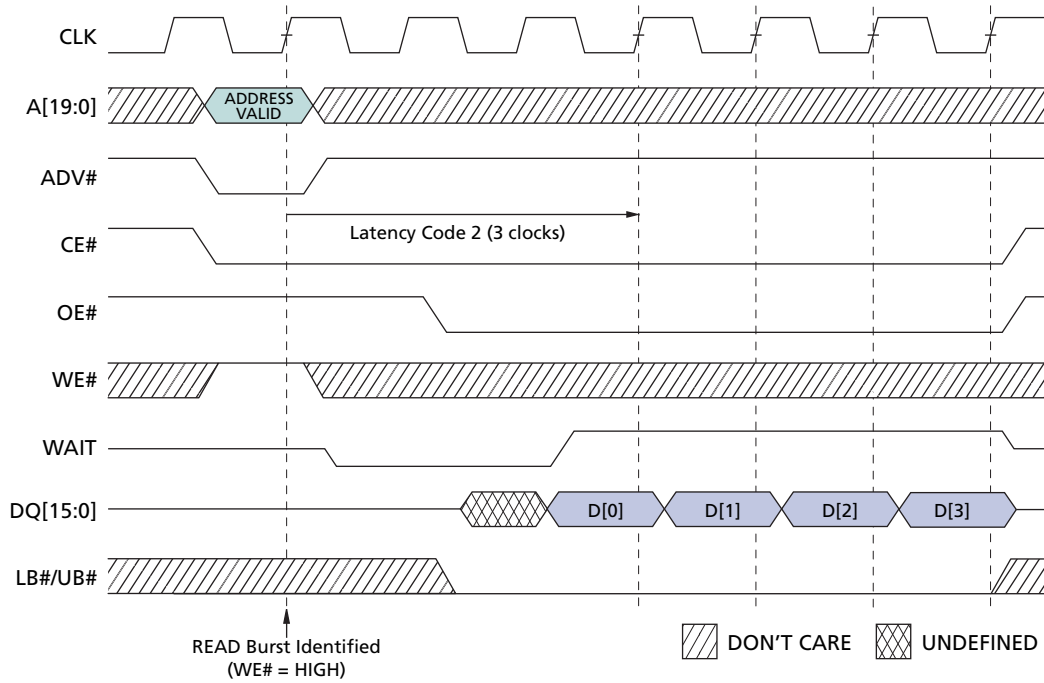 CLK
A[19:0]
ADDRESS
VALID
ADV#
Latency Code 2 (3 clocks)
CE#
OE#
WE#
WAIT
DQ[15:0]
D[0]
D[1]
D[2]
D[3]
LB#/UB#
READ Burst Identified
(WE# = HIGH)
DON'T CARE
UNDEFINED